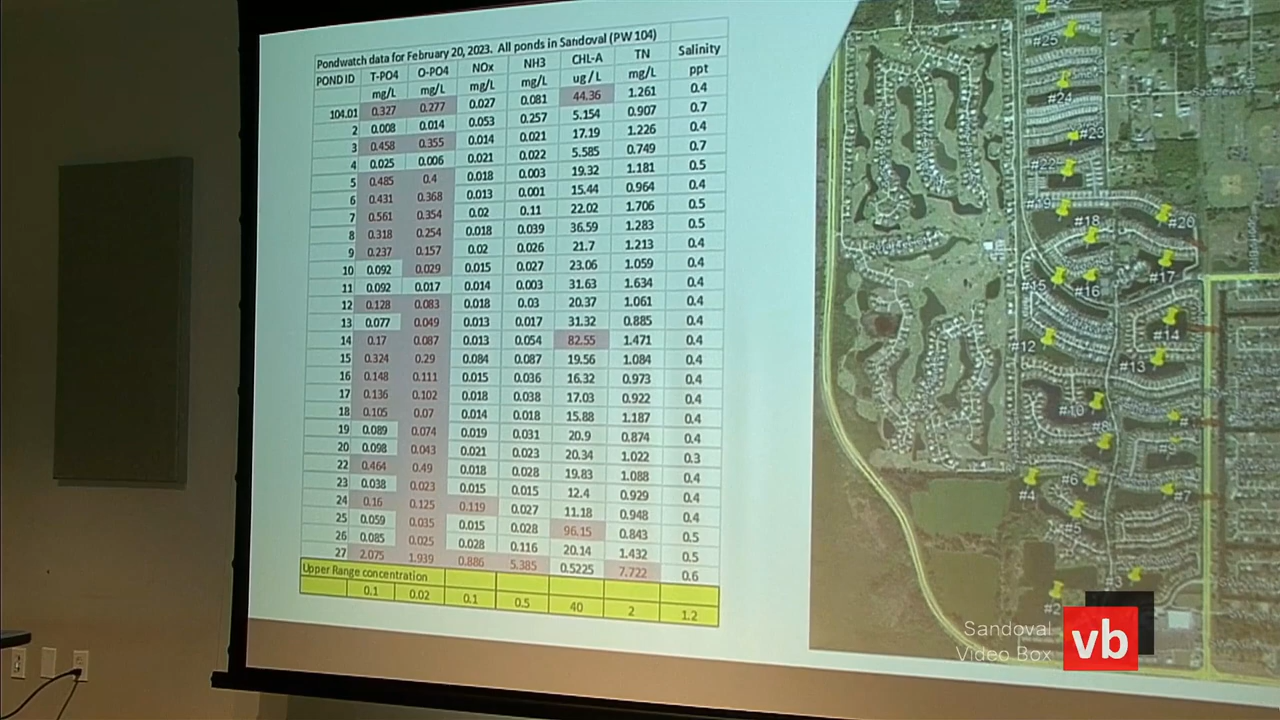 Pondwatch data for February 20, 2023. All ponds in Sandoval (PW 104)
POND ID T-PO4 O-PO4 NOx NH3 CHL-A TN Salinity
mg/L mg/L mg/L mg/L ug / L mg/L ppt
104.01 0.327 0.277 0.027 0.081 44.36 1.261 0.4
2 0.008 0.014 0.053 0.257 5.154 0.907 0.7
3 0.458 0.355 0.014 0.021 17.19 1.226 0.4
4 0.025 0.006 0.021 0.022 5.585 0.749 0.7
5 0.485 0.4 0.018 0.003 19.32 1.181 0.5
6 0.431 0.368 0.013 0.001 15.44 0.964 0.4
7 0.561 0.354 0.02 0.11 22.02 1.706 0.5
8 0.318 0.254 0.018 0.039 36.59 1.283 0.5
9 0.237 0.157 0.02 0.026 21.7 1.213 0.4
10 0.092 0.029 0.015 0.027 23.06 1.059 0.4
11 0.092 0.017 0.014 0.003 31.63 1.634 0.4
12 0.128 0.083 0.018 0.03 20.37 1.061 0.4
13 0.077 0.049 0.013 0.017 31.32 0.885 0.4
14 0.17 0.087 0.013 0.054 82.55 1.471 0.4
15 0.324 0.29 0.084 0.087 19.56 1.084 0.4
16 0.148 0.111 0.015 0.036 16.32 0.973 0.4
17 0.136 0.102 0.018 0.038 17.03 0.922 0.4
18 0.105 0.07 0.014 0.018 15.88 1.187 0.4
19 0.089 0.074 0.019 0.031 20.9 0.874 0.4
20 0.098 0.043 0.021 0.023 20.34 1.022 0.3
22 0.464 0.49 0.018 0.028 19.83 1.088 0.4
23 0.038 0.023 0.015 0.015 12.4 0.929 0.4
24 0.16 0.125 0.119 0.027 11.18 0.948 0.4
25 0.059 0.035 0.015 0.028 96.15 0.843 0.5
26 0.085 0.025 0.028 0.116 20.14 1.432 0.5
27 2.075 1.939 0.886 5.385 0.5225 7.722 0.6
Upper Range concentration
0.1 0.02 0.1 0.5 40 2 1.2
#25
#24
#23
#22
#19 #18 #20
#15 #16 #17
#12 #14
#13
#10
#8
#4 #6 #7
#5
#3
#2
Sandoval
Video Box
vb